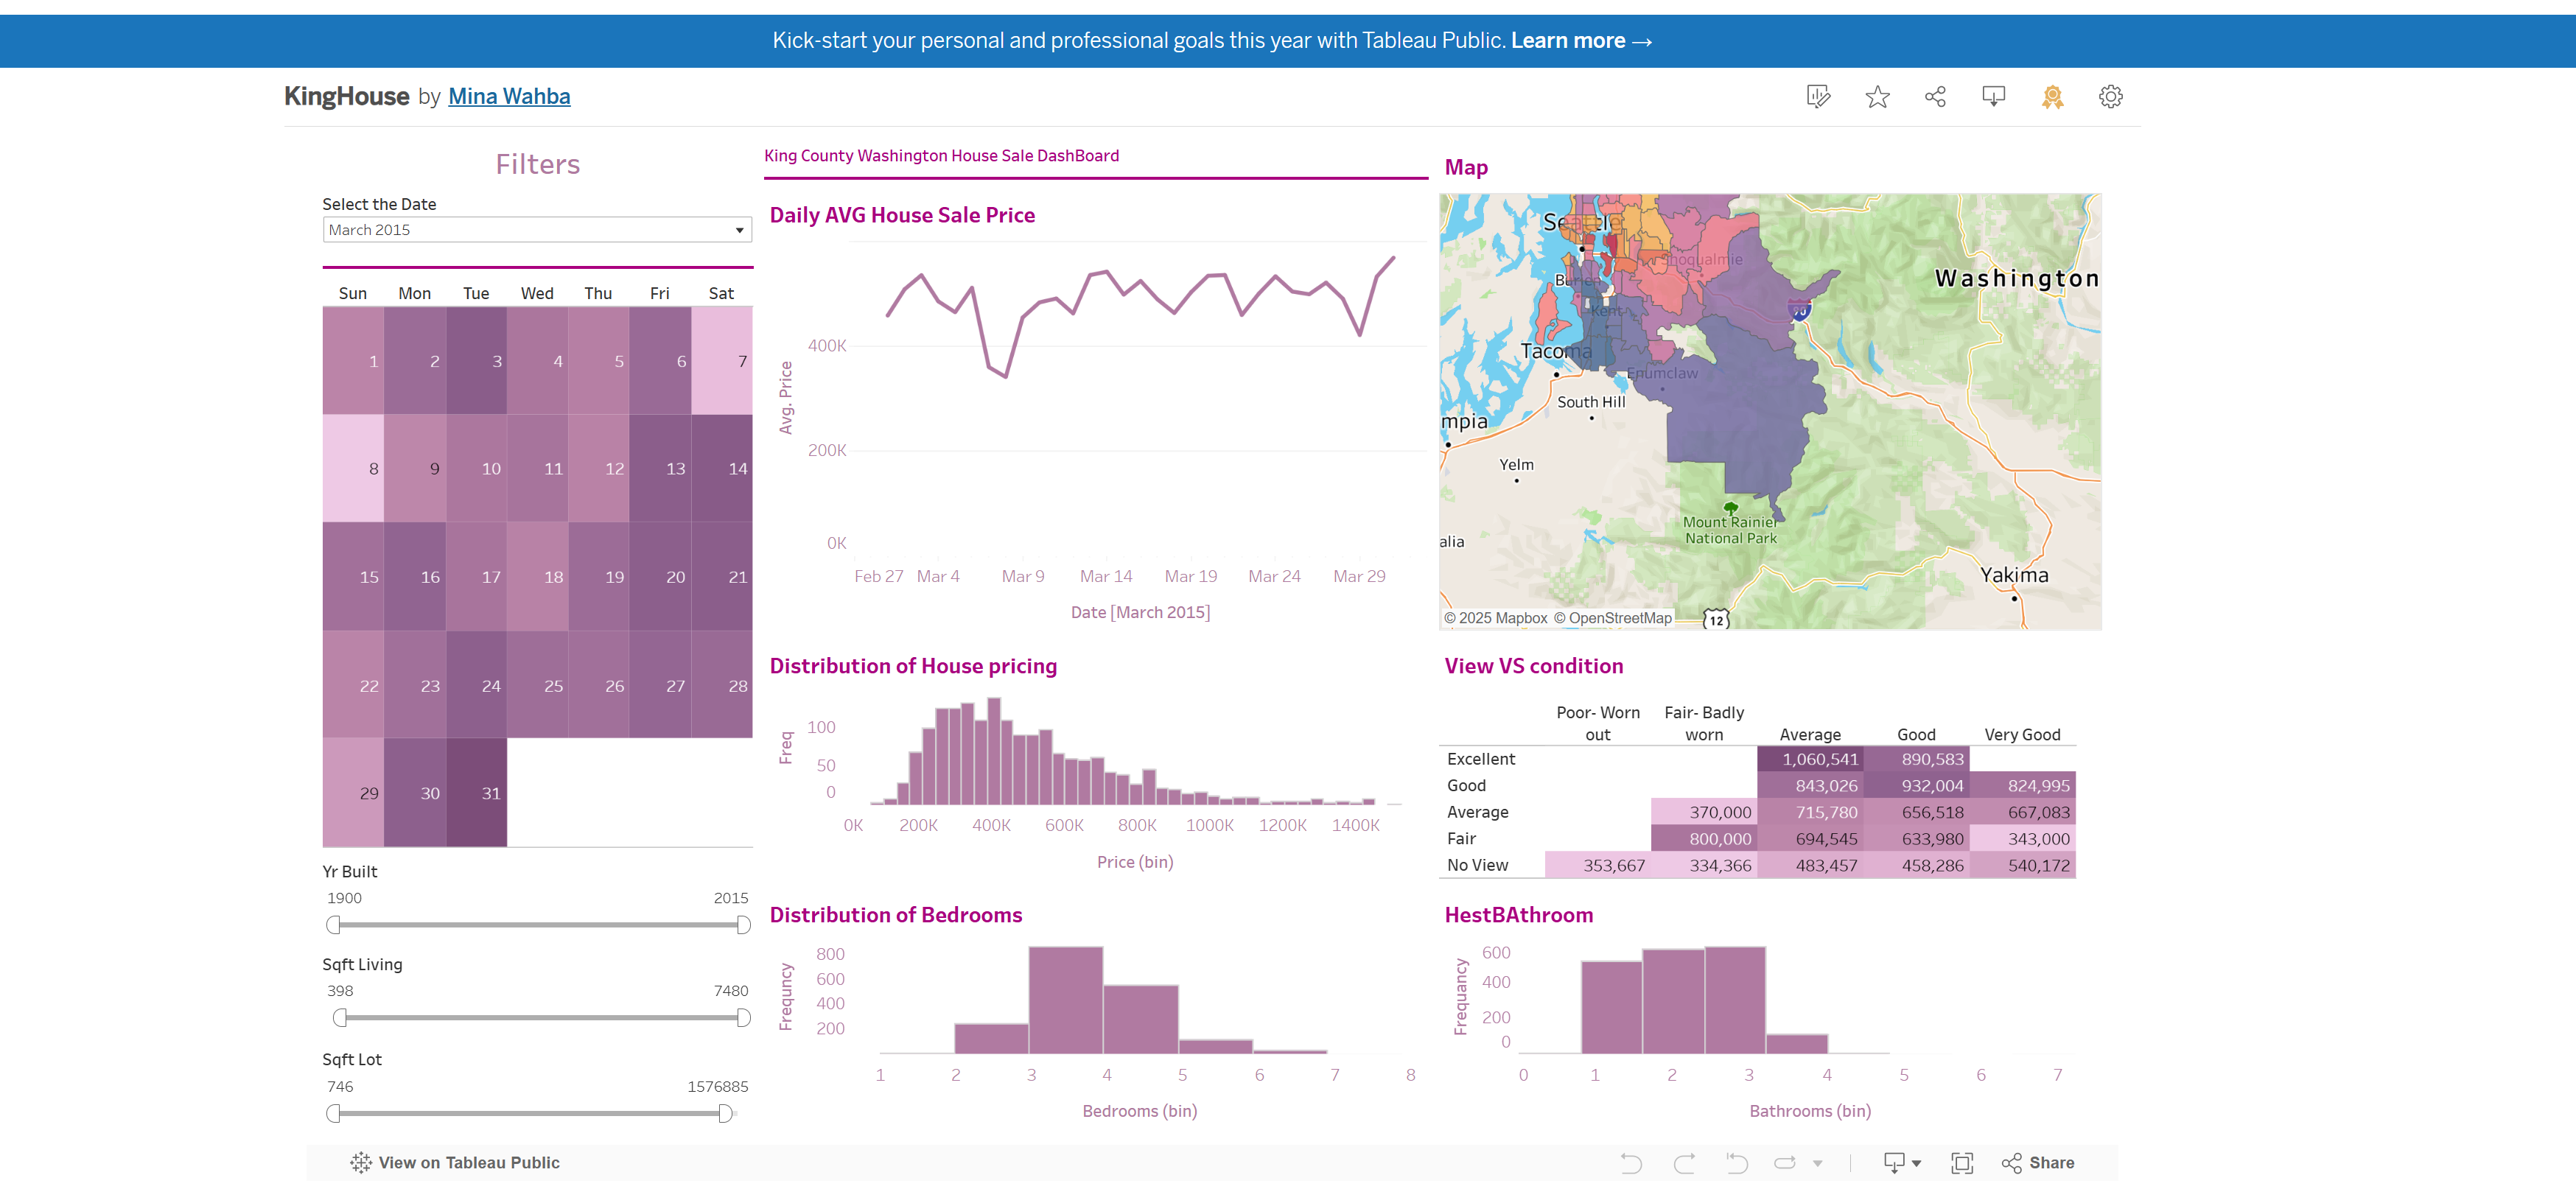 Kick-start your personal and professional goals this year with Tableau Public. Learn more →
KingHouse by Mina Wahba
Filters
Select the Date
March 2015
Sun Mon Tue Wed Thu Fri Sat
1 2 3 4 5 6 7
8 9 10 11 12 13 14
15 16 17 18 19 20 21
22 23 24 25 26 27 28
29 30 31
Yr Built
1900 2015
Sqft Living
398 7480
Sqft Lot
746 1576885
King County Washington House Sale DashBoard
Daily AVG House Sale Price
Avg. Price
400K
200K
0K
Feb 27 Mar 4 Mar 9 Mar 14 Mar 19 Mar 24 Mar 29
Date [March 2015]
Distribution of House pricing
Freq
100
50
0
0K 200K 400K 600K 800K 1000K 1200K 1400K
Price (bin)
Distribution of Bedrooms
Frequncy
800
600
400
200
1 2 3 4 5 6 7 8
Bedrooms (bin)
Map
Washington
Burien
90
Kent
Tacoma
Enumclaw
South Hill
mpia
Yelm
Mount Rainier
National Park
alia
Yakima
12
© 2025 Mapbox © OpenStreetMap
View VS condition
Poor- Worn out Fair- Badly worn Average Good Very Good
Excellent 1,060,541 890,583
Good 843,026 932,004 824,995
Average 370,000 715,780 656,518 667,083
Fair 800,000 694,545 633,980 343,000
No View 353,667 334,366 483,457 458,286 540,172
HestBAthroom
Frequancy
600
400
200
0
0 1 2 3 4 5 6 7
Bathrooms (bin)
View on Tableau Public
Share